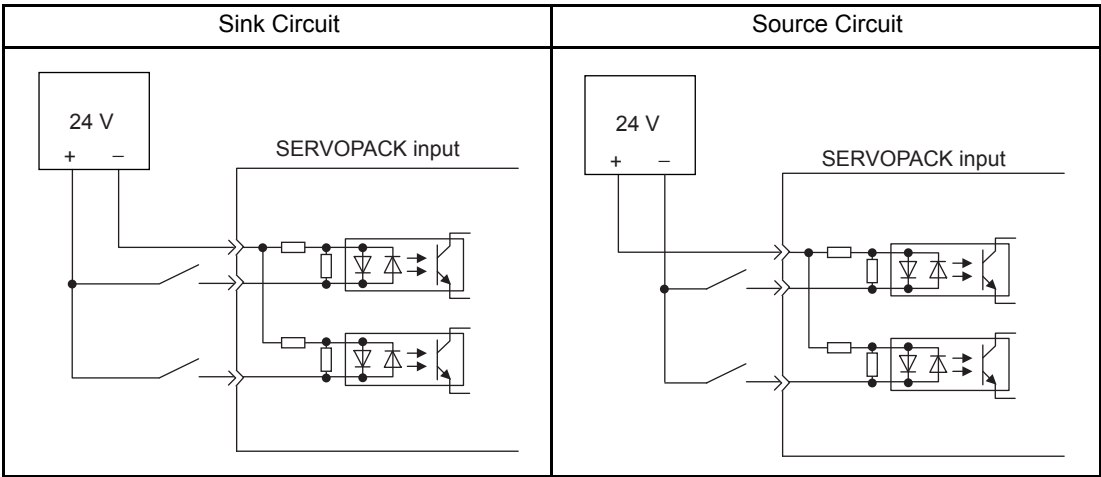 Sink Circuit
Source Circuit
24 V
+ −
SERVOPACK input
24 V
+ −
SERVOPACK input